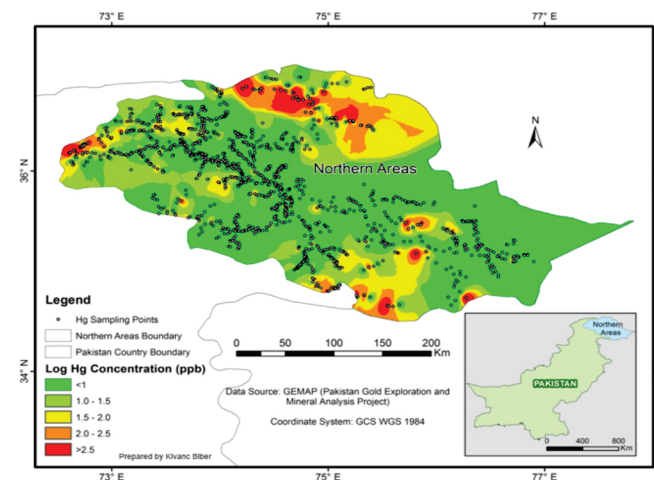 73° E
75° E
77° E
N
36° N
Northern Areas
Legend
Hg Sampling Points
Northern Areas Boundary
Pakistan Country Boundary
Log Hg Concentration (ppb)
<1
1.0 - 1.5
1.5 - 2.0
2.0 - 2.5
>2.5
Prepared by Kivanc Biber
34° N
0 50 100 150 200
Km
Data Source: GEMAP (Pakistan Gold Exploration and
Mineral Analysis Project)
Coordinate System: GCS WGS 1984
Northern
Areas
PAKISTAN
0 400 800
Km
73° E
75° E
77° E